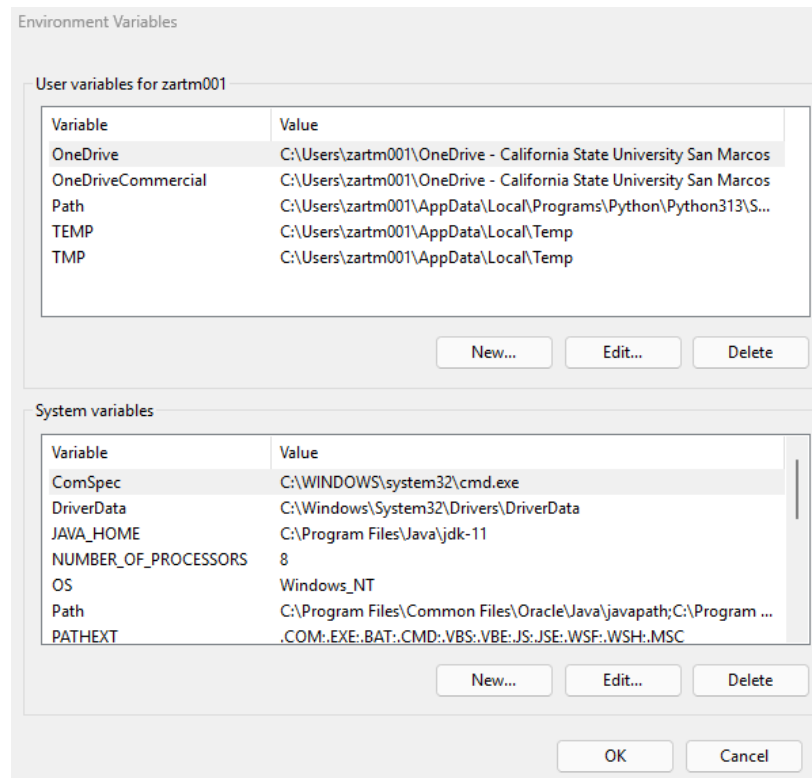 Environment Variables
User variables for zartm001
Variable Value
OneDrive C:\Users\zartm001\OneDrive - California State University San Marcos
OneDriveCommercial C:\Users\zartm001\OneDrive - California State University San Marcos
Path C:\Users\zartm001\AppData\Local\Programs\Python\Python313\S...
TEMP C:\Users\zartm001\AppData\Local\Temp
TMP C:\Users\zartm001\AppData\Local\Temp
New... Edit... Delete
System variables
Variable Value
ComSpec C:\WINDOWS\system32\cmd.exe
DriverData C:\Windows\System32\Drivers\DriverData
JAVA_HOME C:\Program Files\Java\jdk-11
NUMBER_OF_PROCESSORS 8
OS Windows_NT
Path C:\Program Files\Common Files\Oracle\Java\javapath;C:\Program ...
PATHEXT .COM;.EXE;.BAT;.CMD;.VBS;.VBE;.JS;.JSE;.WSF;.WSH;.MSC
New... Edit... Delete
OK Cancel